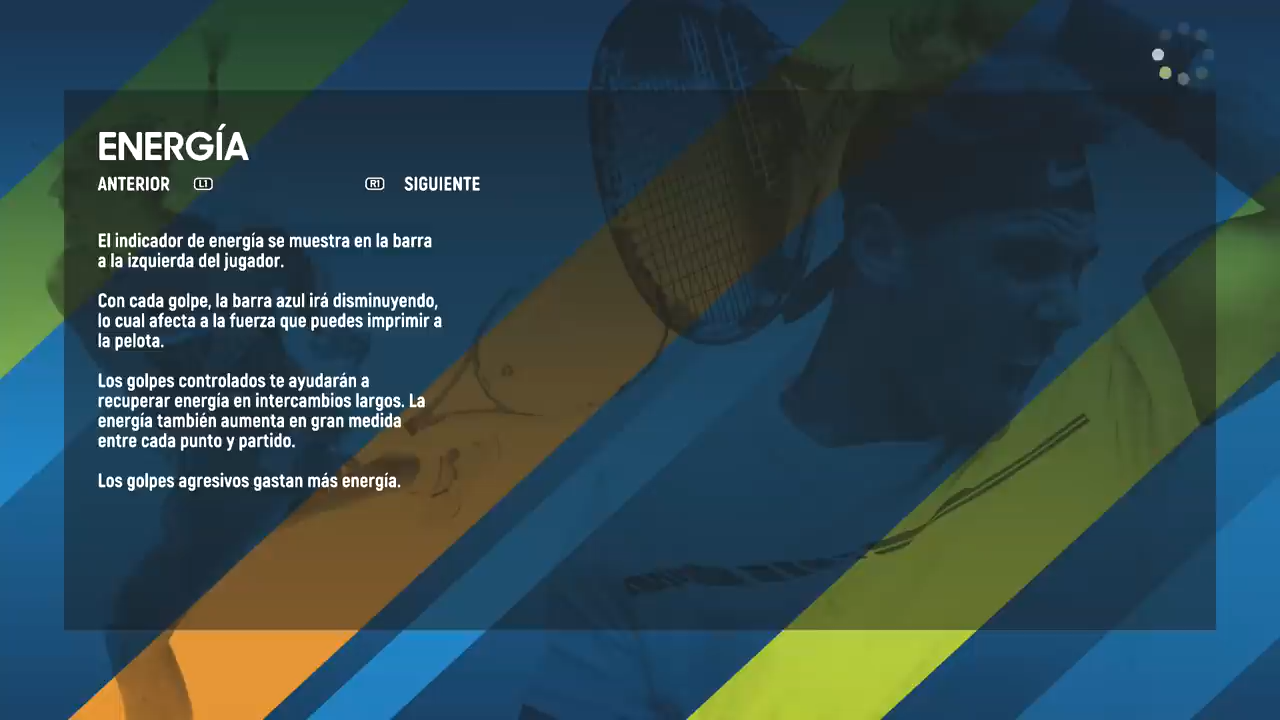 ENERGÍA
ANTERIOR L1 R1 SIGUIENTE
El indicador de energía se muestra en la barra
a la izquierda del jugador.
Con cada golpe, la barra azul irá disminuyendo,
lo cual afecta a la fuerza que puedes imprimir a
la pelota.
Los golpes controlados te ayudarán a
recuperar energía en intercambios largos. La
energía también aumenta en gran medida
entre cada punto y partido.
Los golpes agresivos gastan más energía.